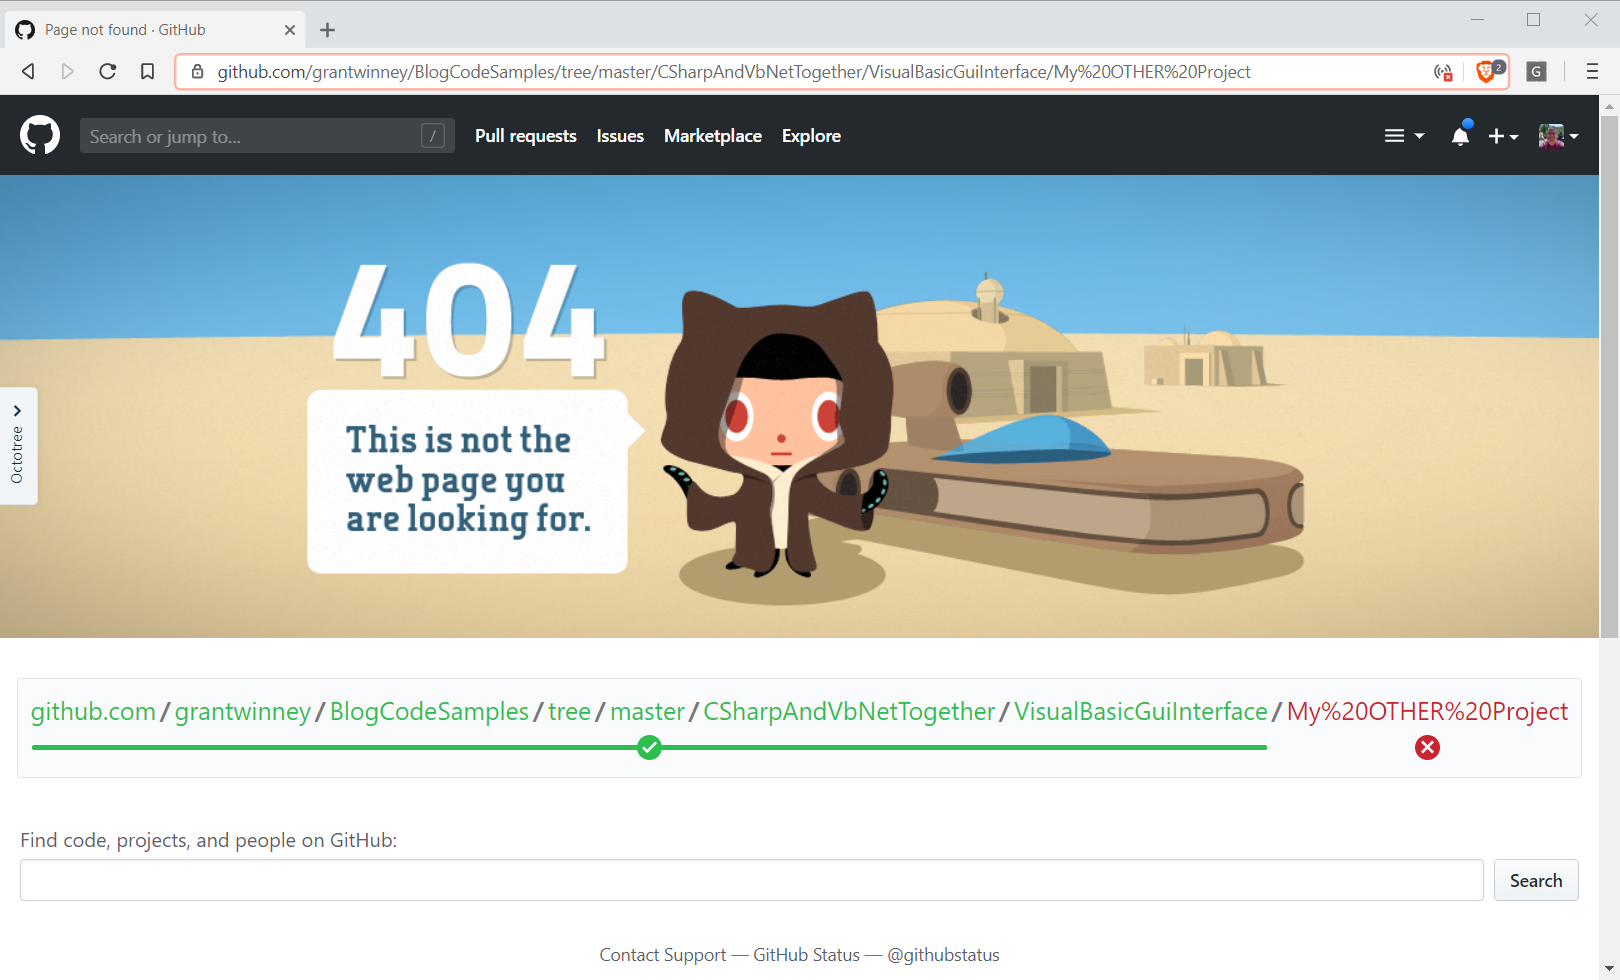 Page not found · GitHub
github.com/grantwinney/BlogCodeSamples/tree/master/CSharpAndVbNetTogether/VisualBasicGuiInterface/My%20OTHER%20Project
2
G
Search or jump to...
/
Pull requests
Issues
Marketplace
Explore
404
This is not the
web page you
are looking for.
Octotree
github.com / grantwinney / BlogCodeSamples / tree / master / CSharpAndVbNetTogether / VisualBasicGuiInterface / My%20OTHER%20Project
Find code, projects, and people on GitHub:
Search
Contact Support — GitHub Status — @githubstatus